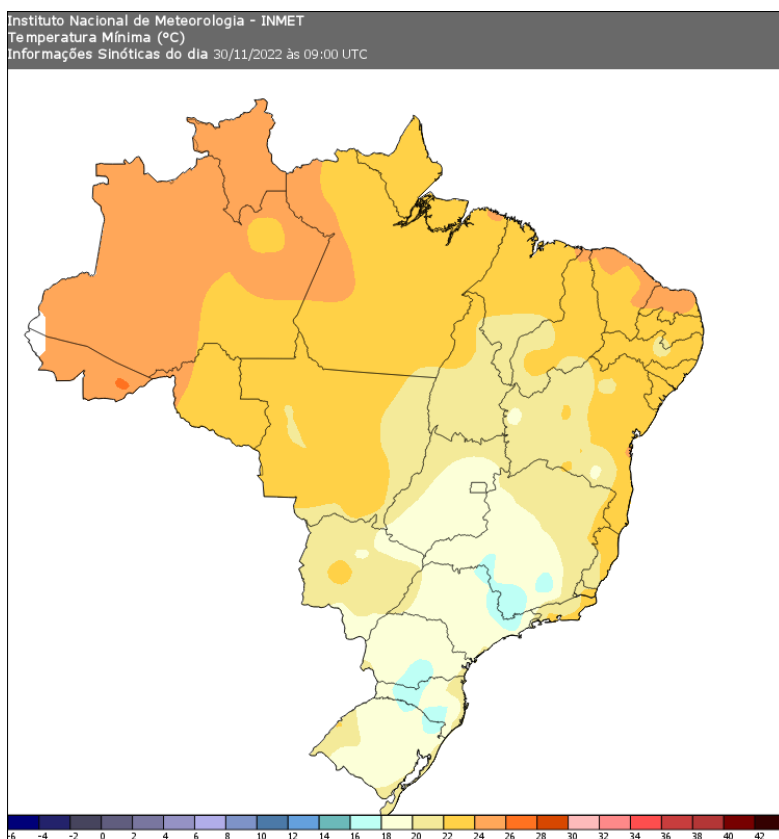 Instituto Nacional de Meteorologia - INMET
Temperatura Mínima (°C)
Informações Sinóticas do dia 30/11/2022 às 09:00 UTC
-6 -4 -2 0 2 4 6 8 10 12 14 16 18 20 22 24 26 28 30 32 34 36 38 40 42